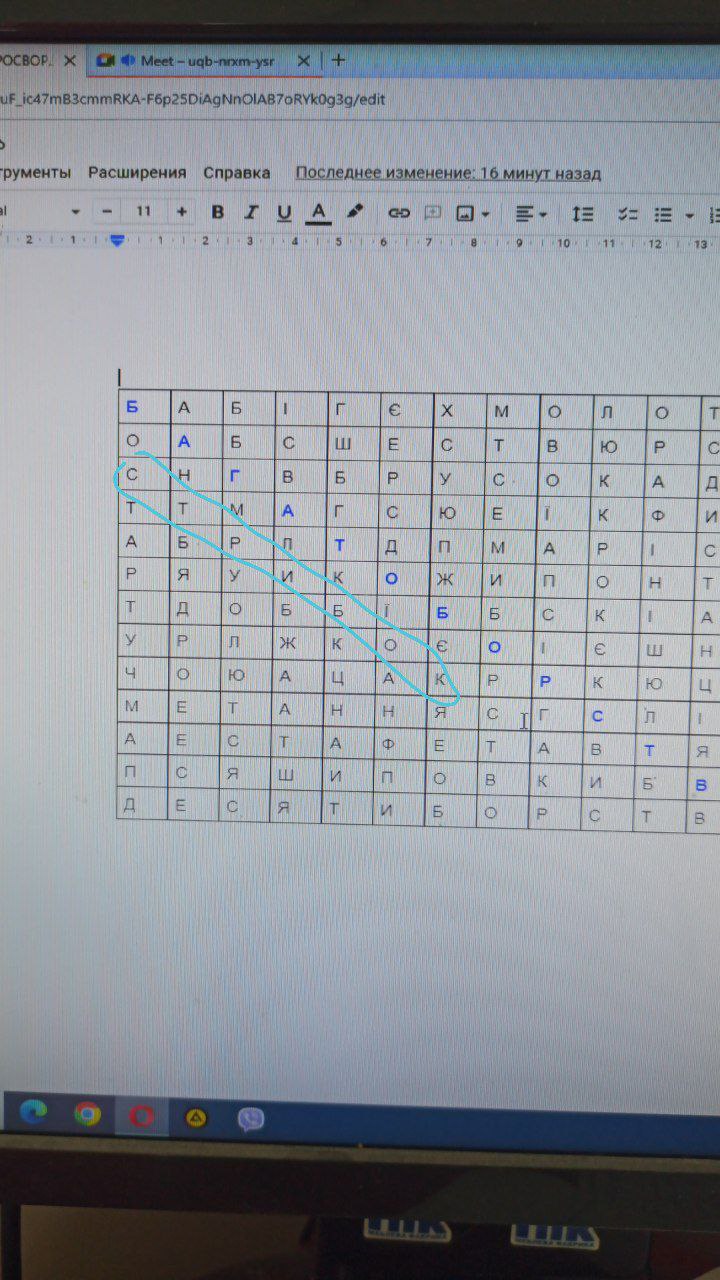 РОСВОР..
Meet – uqb-nrxm-ysr
uF_ic47mB3cmmRKA-F6p25DiAgNnOlAB7oRYk0g3g/edit
трументы Расширения Справка Последнее изменение: 16 минут назад
al − 11 + B I U A
2 1 1 2 3 4 5 6 7 8 9 10 11 12 13
Б А Б І Г Є Х М О Л О Т
О А Б С Ш Е С Т В Ю Р С
С Н Г В Б Р У С О К А Д
Т Т М А Г С Ю Е Ї К Ф И
А Б Р Л Т Д П М А Р І С
Р Я У И К О Ж И П О Н Т
Т Д О Б Б Ї Б Б С К І А
У Р Л Ж К О Є О І Є Ш Н
Ч О Ю А Ц А К Р Р К Ю Ц
М Е Т А Н Н Я С Г С Л І
А Е С Т А Ф Е Т А В Т Я
П С Я Ш И П О В К И Б В
Д Е С Я Т И Б О Р С Т В